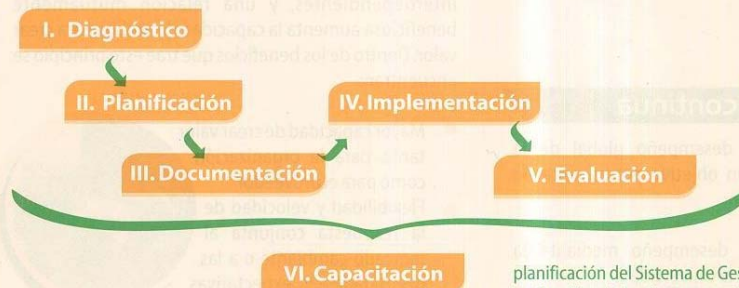 I. Diagnóstico
II. Planificación
III. Documentación
IV. Implementación
V. Evaluación
VI. Capacitación
planificación del Sistema de Ges